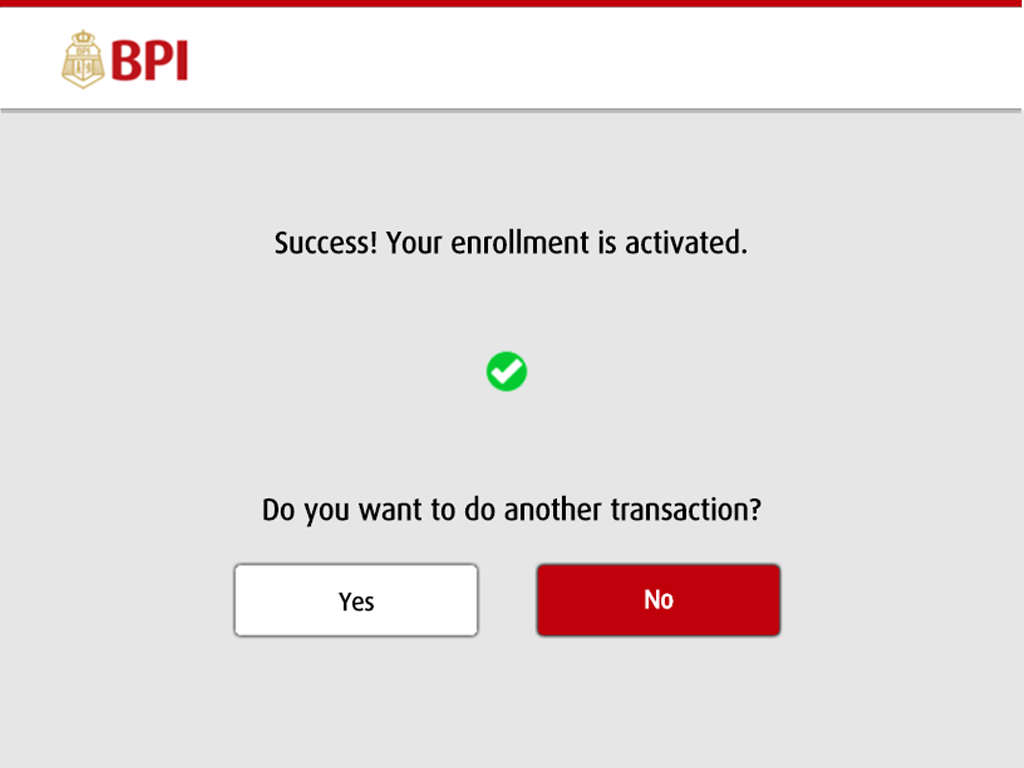 BPI
Success! Your enrollment is activated.
Do you want to do another transaction?
Yes
No